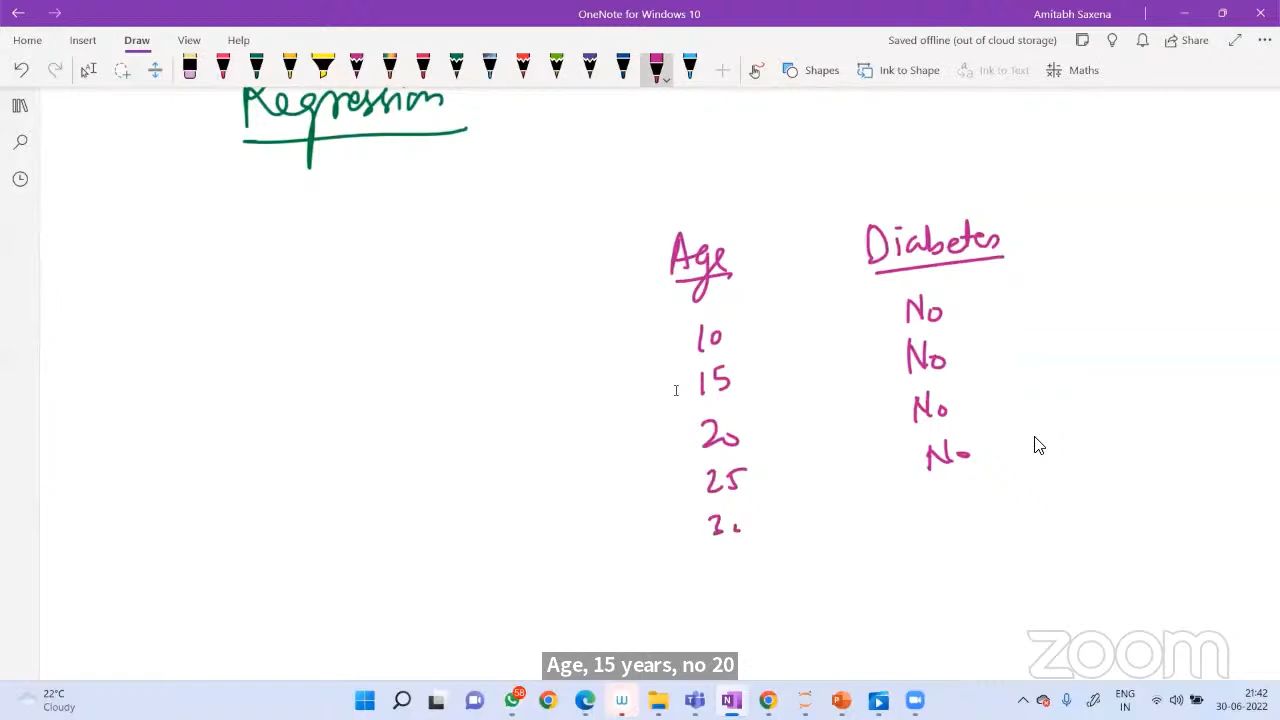 OneNote for Windows 10
Amitabh Saxena
Home Insert Draw View Help
Saved offline (out of cloud storage)
Share
Shapes
Ink to Shape
Ink to Text
Math
Regression
Age Diabetes
10 No
15 No
20 No
25 No
Age, 15 years, no 20
zoom
58
22°C
Cloudy
ENG
IN
21:42
30-06-2022